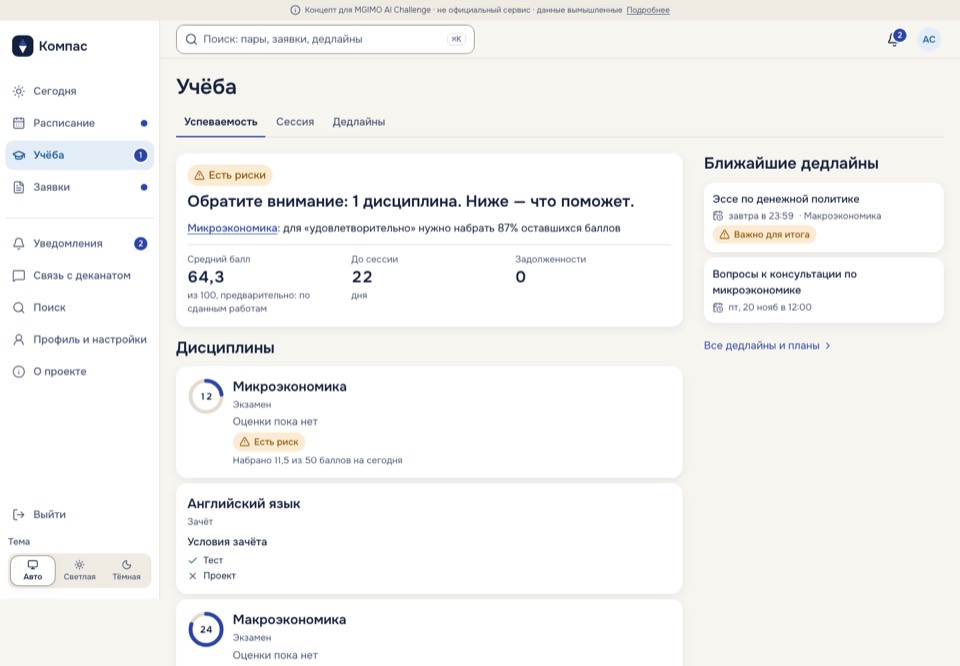 Концепт для MGIMO AI Challenge · не официальный сервис · данные вымышленные Подробнее
Компас
Поиск: пары, заявки, дедлайны
⌘K
2
АС
Сегодня
Расписание
Учёба
1
Заявки
Уведомления
2
Связь с деканатом
Поиск
Профиль и настройки
О проекте
Выйти
Тема
Авто
Светлая
Тёмная
Учёба
Успеваемость
Сессия
Дедлайны
Есть риски
Обратите внимание: 1 дисциплина. Ниже — что поможет.
Микроэкономика: для «удовлетворительно» нужно набрать 87% оставшихся баллов
Средний балл
64,3
из 100, предварительно: по
сданным работам
До сессии
22
дня
Задолженности
0
Дисциплины
12
Микроэкономика
Экзамен
Оценки пока нет
Есть риск
Набрано 11,5 из 50 баллов на сегодня
Английский язык
Зачёт
Условия зачёта
Тест
Проект
24
Макроэкономика
Экзамен
Оценки пока нет
Ближайшие дедлайны
Эссе по денежной политике
завтра в 23:59 · Макроэкономика
Важно для итога
Вопросы к консультации по
микроэкономике
пт, 20 нояб в 12:00
Все дедлайны и планы